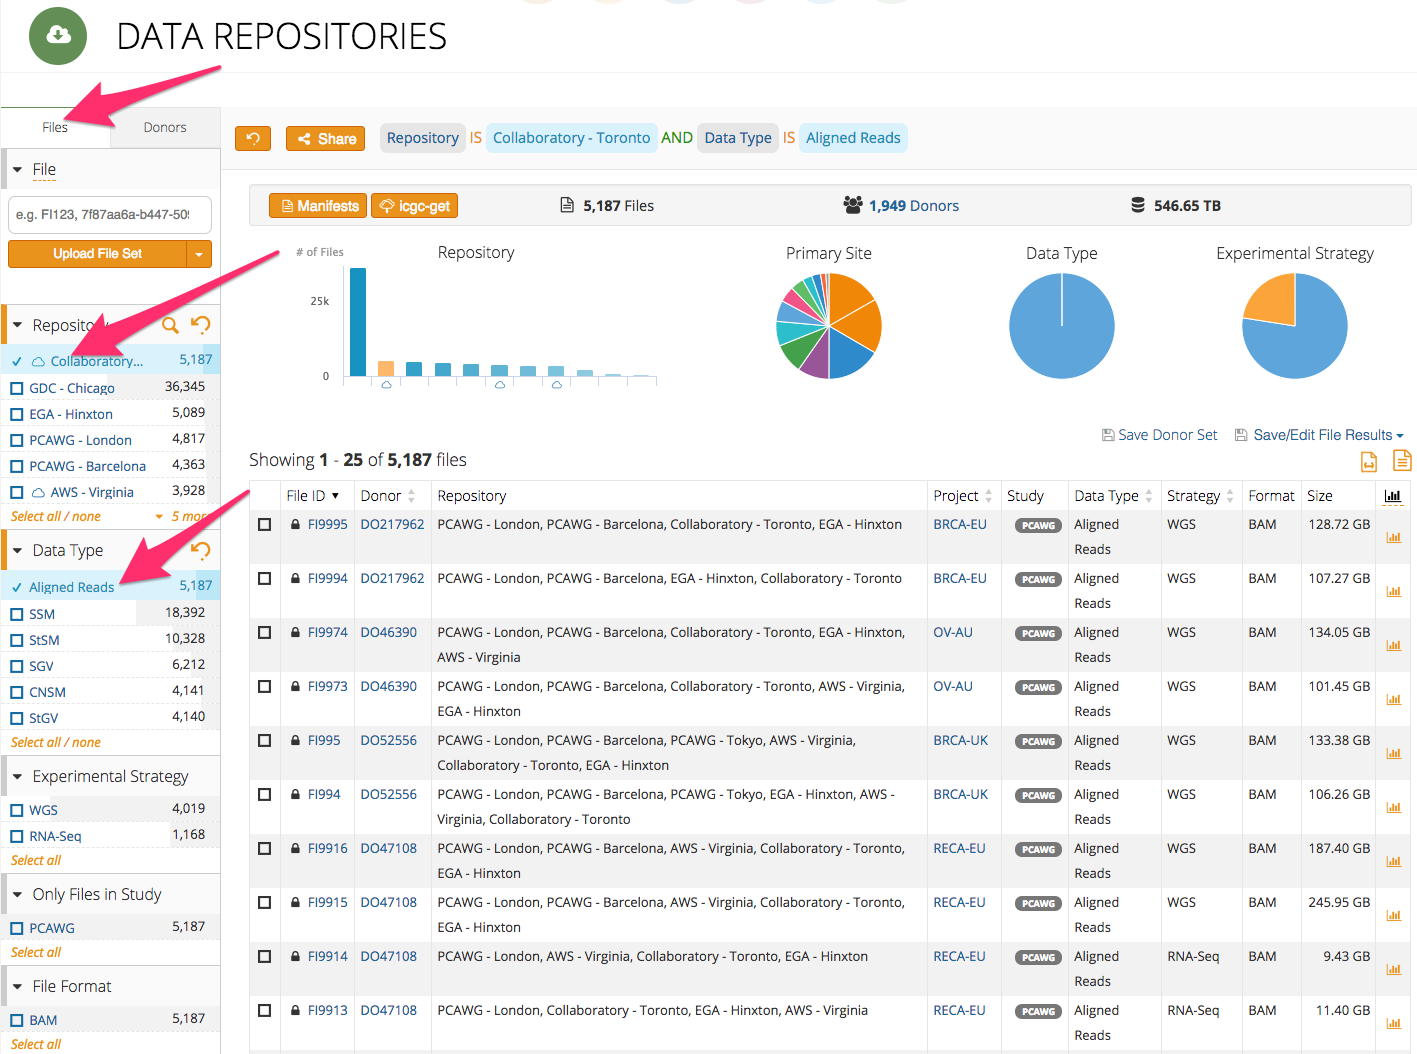 DATA REPOSITORIES
Files
Donors
Share
Repository IS Collaboratory - Toronto AND Data Type IS Aligned Reads
File
e.g. FI123, 7f87aa6a-b447-509
Upload File Set
Manifests
icgc-get
5,187 Files
1,949 Donors
546.65 TB
# of Files
Repository
25k
0
Primary Site
Data Type
Experimental Strategy
Repository
Collaboratory... 5,187
GDC - Chicago 36,345
EGA - Hinxton 5,089
PCAWG - London 4,817
PCAWG - Barcelona 4,363
AWS - Virginia 3,928
Select all / none
5 more
Data Type
Aligned Reads 5,187
SSM 18,392
StSM 10,328
SGV 6,212
CNSM 4,141
StGV 4,140
Select all / none
Experimental Strategy
WGS 4,019
RNA-Seq 1,168
Select all
Only Files in Study
PCAWG 5,187
Select all
File Format
BAM 5,187
Select all
Save Donor Set
Save/Edit File Results
Showing 1 - 25 of 5,187 files
File ID Donor Repository Project Study Data Type Strategy Format Size
FI9995 DO217962 PCAWG - London, PCAWG - Barcelona, Collaboratory - Toronto, EGA - Hinxton BRCA-EU PCAWG Aligned WGS BAM 128.72 GB
Reads
FI9994 DO217962 PCAWG - London, PCAWG - Barcelona, EGA - Hinxton, Collaboratory - Toronto BRCA-EU PCAWG Aligned WGS BAM 107.27 GB
Reads
FI9974 DO46390 PCAWG - London, PCAWG - Barcelona, Collaboratory - Toronto, EGA - Hinxton, OV-AU PCAWG Aligned WGS BAM 134.05 GB
AWS - Virginia Reads
FI9973 DO46390 PCAWG - London, PCAWG - Barcelona, Collaboratory - Toronto, AWS - Virginia, OV-AU PCAWG Aligned WGS BAM 101.45 GB
EGA - Hinxton Reads
FI995 DO52556 PCAWG - London, PCAWG - Barcelona, PCAWG - Tokyo, AWS - Virginia, BRCA-UK PCAWG Aligned WGS BAM 133.38 GB
Collaboratory - Toronto, EGA - Hinxton Reads
FI994 DO52556 PCAWG - London, PCAWG - Barcelona, PCAWG - Tokyo, EGA - Hinxton, AWS - BRCA-UK PCAWG Aligned WGS BAM 106.26 GB
Virginia, Collaboratory - Toronto Reads
FI9916 DO47108 PCAWG - London, PCAWG - Barcelona, AWS - Virginia, Collaboratory - Toronto, RECA-EU PCAWG Aligned WGS BAM 187.40 GB
EGA - Hinxton Reads
FI9915 DO47108 PCAWG - London, PCAWG - Barcelona, AWS - Virginia, Collaboratory - Toronto, RECA-EU PCAWG Aligned WGS BAM 245.95 GB
EGA - Hinxton Reads
FI9914 DO47108 PCAWG - London, AWS - Virginia, Collaboratory - Toronto, EGA - Hinxton RECA-EU PCAWG Aligned RNA-Seq BAM 9.43 GB
Reads
FI9913 DO47108 PCAWG - London, Collaboratory - Toronto, EGA - Hinxton, AWS - Virginia RECA-EU PCAWG Aligned RNA-Seq BAM 11.40 GB
Reads